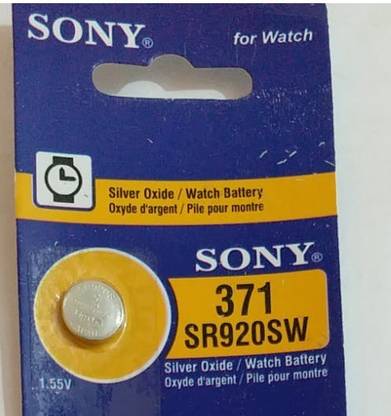 SONY®
for Watch
Silver Oxide / Watch Battery
Oxyde d'argent / Pile pour montre
SONY®
371
SR920SW
Silver Oxide / Watch Battery
Oxyde d'argent / Pile pour montre
1.55V